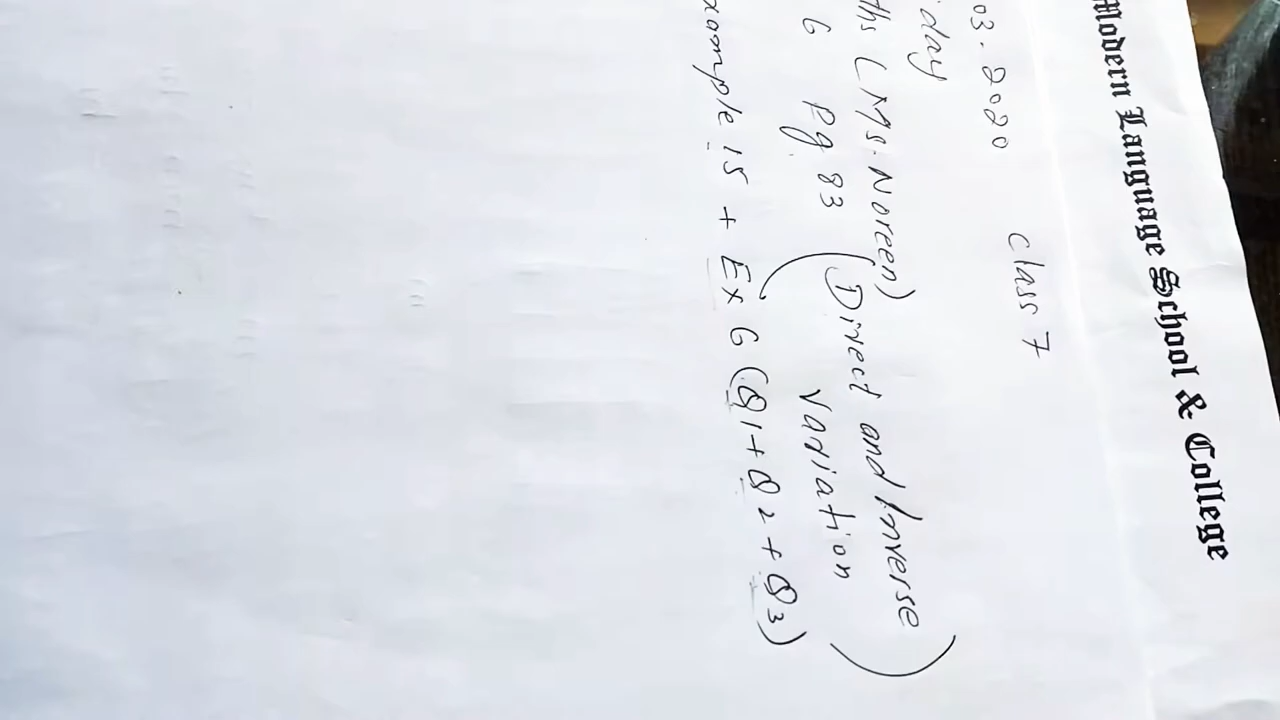 Modern Language School & College
03.2020 Class 7
day
ths (Ms. Noreen)
6 Pg. 83 (Direct and Inverse
Variation)
xample 15 + Ex 6 (Q1 + Q2 + Q3)